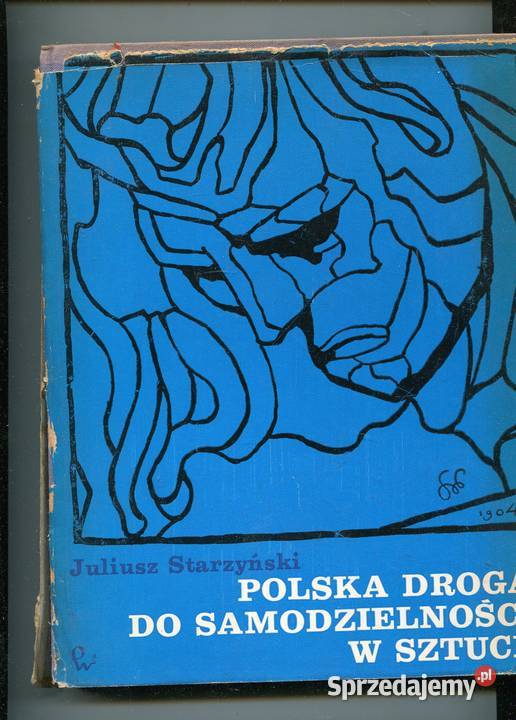 1904
Juliusz Starzyński
POLSKA DROGA
DO SAMODZIELNOŚC
W SZTUC
Sprzedajemy.pl